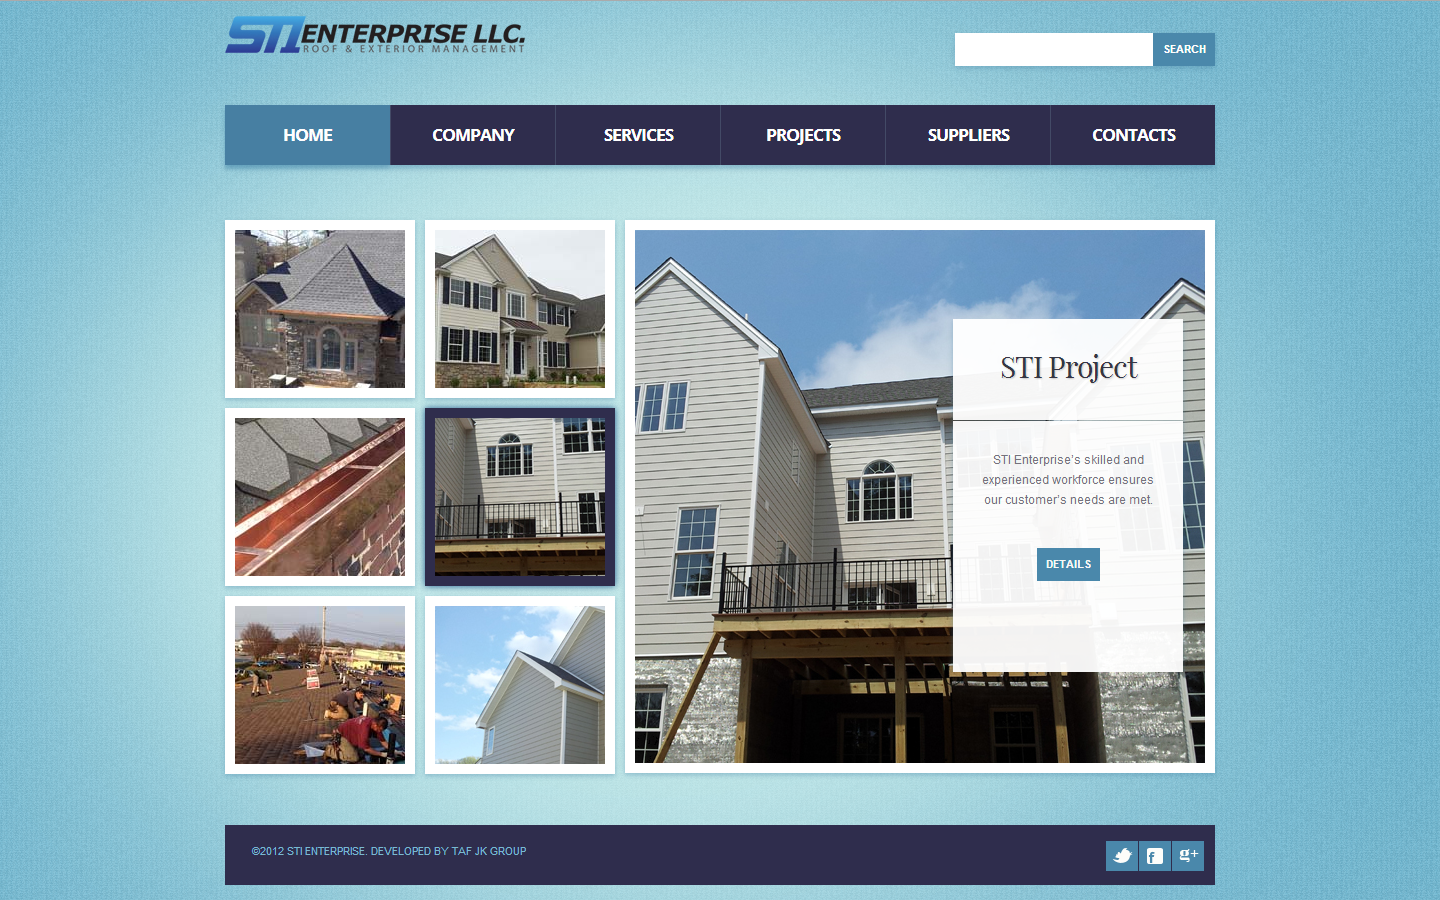 STI ENTERPRISE LLC.
ROOF & EXTERIOR MANAGEMENT
SEARCH
HOME
COMPANY
SERVICES
PROJECTS
SUPPLIERS
CONTACTS
STI Project
STI Enterprise's skilled and
experienced workforce ensures
our customer's needs are met.
DETAILS
©2012 STI ENTERPRISE. DEVELOPED BY TAF JK GROUP
g+